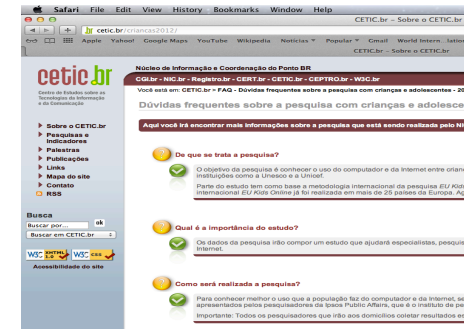 Safari File Edit View History Bookmarks Window Help
CETIC.br – Sobre o CETIC.br
cetic.br/criancas2012/
Apple Yahoo! Google Maps YouTube Wikipedia Notícias Popular Gmail World Intern...lation
CETIC.br – Sobre o CETIC.br
cetic.br
Centro de Estudos sobre as
Tecnologias da Informação
e da Comunicação
Sobre o CETIC.br
Pesquisas e
Indicadores
Palestras
Publicações
Links
Mapa do site
Contato
RSS
Busca
Buscar por... ok
Buscar em CETIC.br
W3C XHTML 1.0 W3C css
Acessibilidade do site
Núcleo de Informação e Coordenação do Ponto BR
CGI.br - NIC.br - Registro.br - CERT.br - CETIC.br - CEPTRO.br - W3C.br
Você está em: CETIC.br > FAQ - Dúvidas frequentes sobre a pesquisa com crianças e adolescentes - 20
Dúvidas frequentes sobre a pesquisa com crianças e adolesce
Aqui você irá encontrar mais informações sobre a pesquisa que está sendo realizada pelo NI
De que se trata a pesquisa?
O objetivo da pesquisa é conhecer o uso do computador e da Internet entre crian
instituições como a Unesco e a Unicef.
Parte do estudo tem como base a metodologia internacional da pesquisa EU Kids
internacional EU Kids Online já foi realizada em mais de 25 países da Europa. Ag
Qual é a importância do estudo?
Os dados da pesquisa irão compor um estudo que ajudará especialistas, pesquis
Internet.
Como será realizada a pesquisa?
Para conhecer melhor o uso que a população faz do computador e da Internet, se
apresentados pelos pesquisadores da Ipsos Public Affairs, que é o instituto de pe
Importante: Todos os pesquisadores que irão aos domicílios coletar resultados es